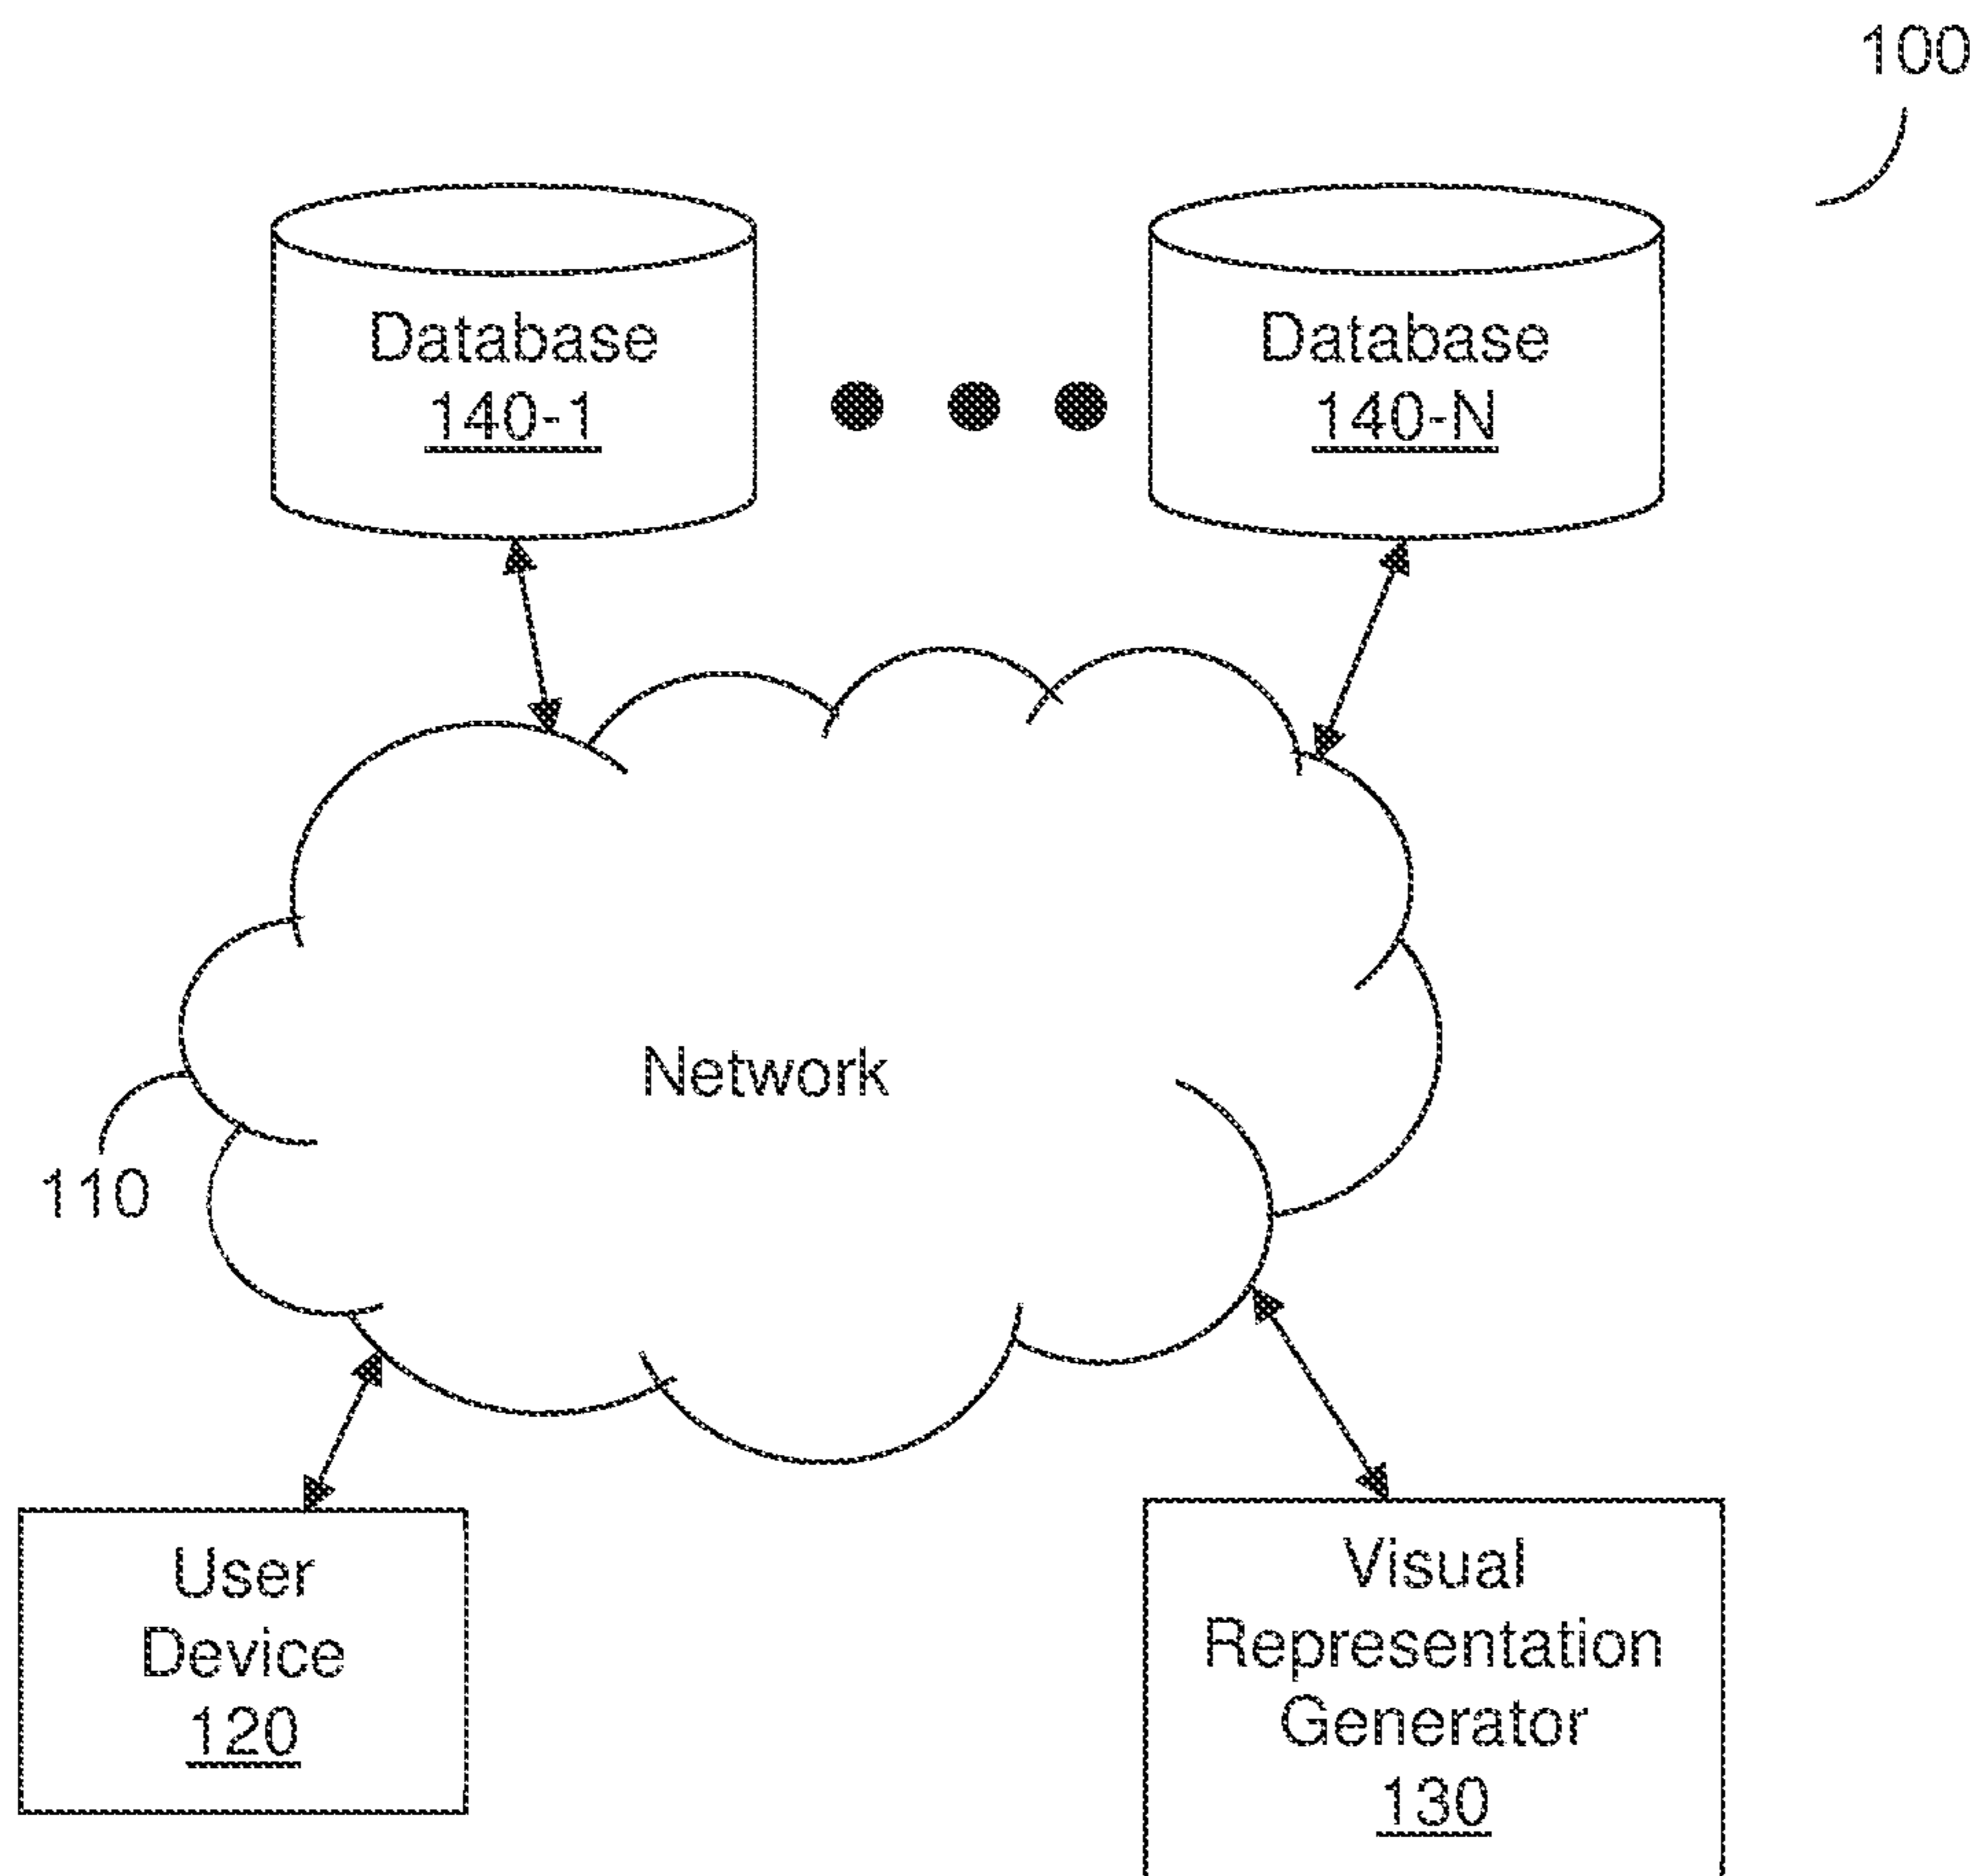 100
Database
140-1
Database
140-N
Network
110
User
Device
120
Visual
Representation
Generator
130